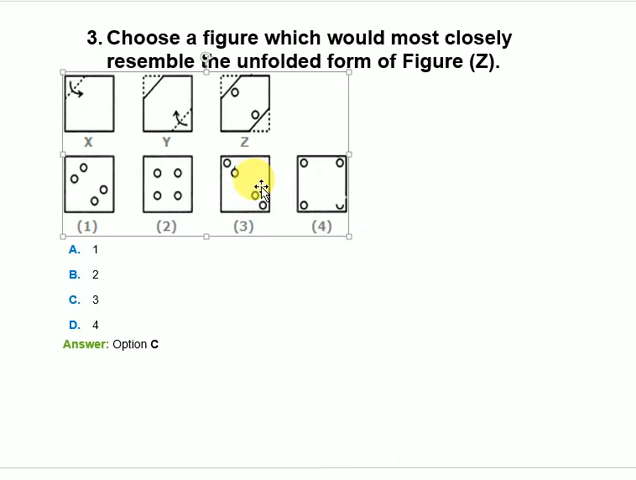 3. Choose a figure which would most closely
resemble the unfolded form of Figure (Z).
X Y Z
(1) (2) (3) (4)
A. 1
B. 2
C. 3
D. 4
Answer: Option C